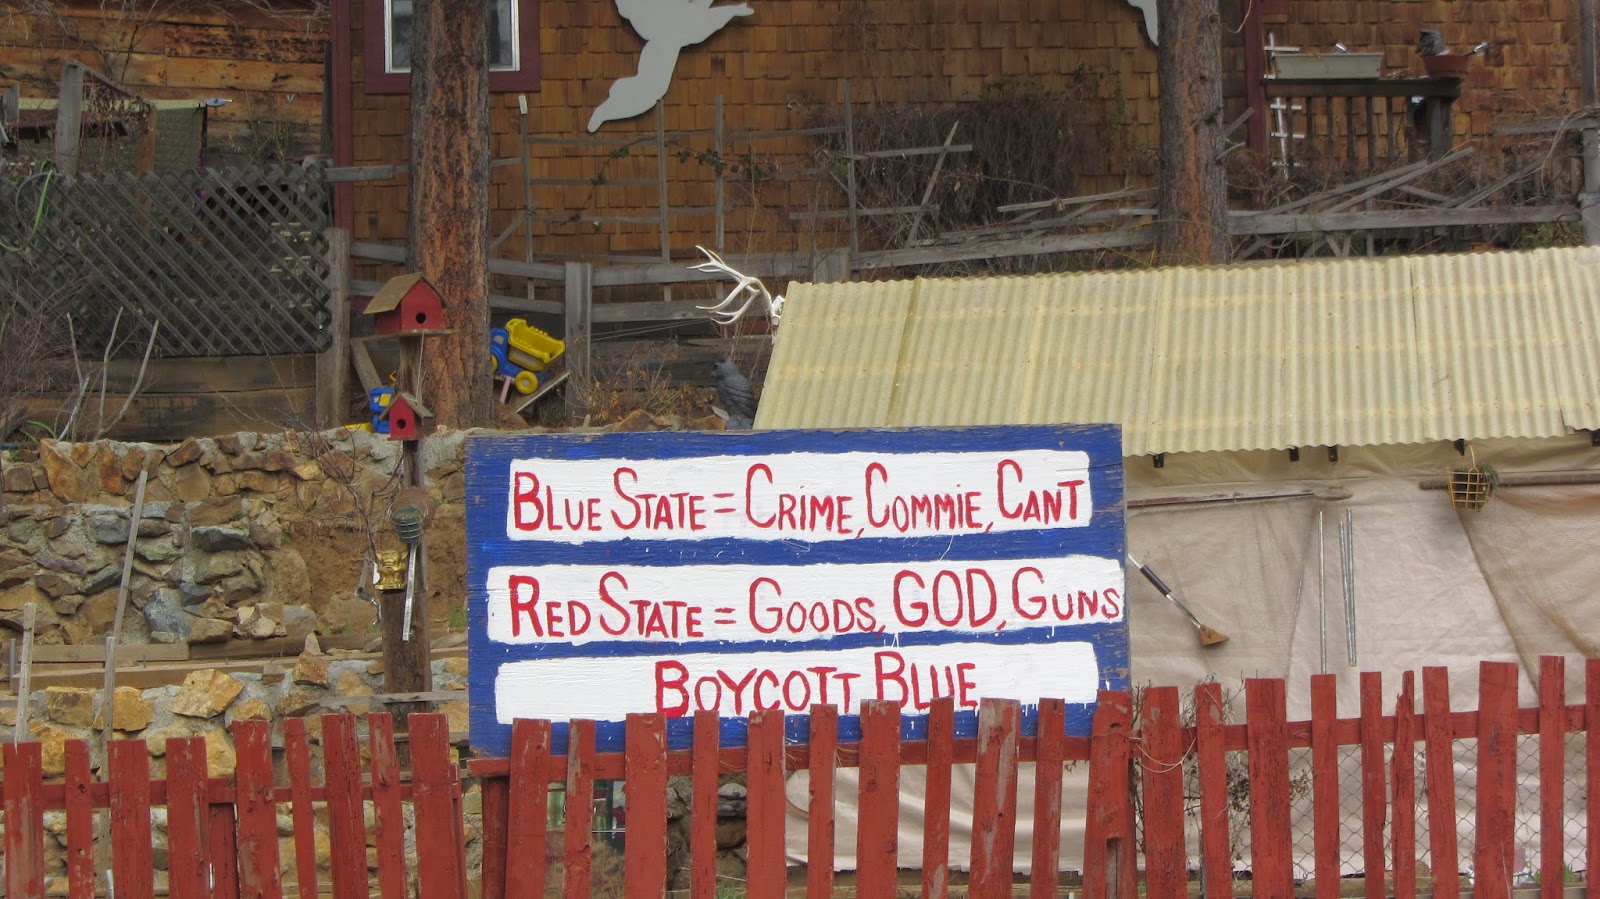 BLUE STATE = CRIME, COMMIE, CANT
RED STATE = GOODS, GOD, GUNS
BOYCOTT BLUE